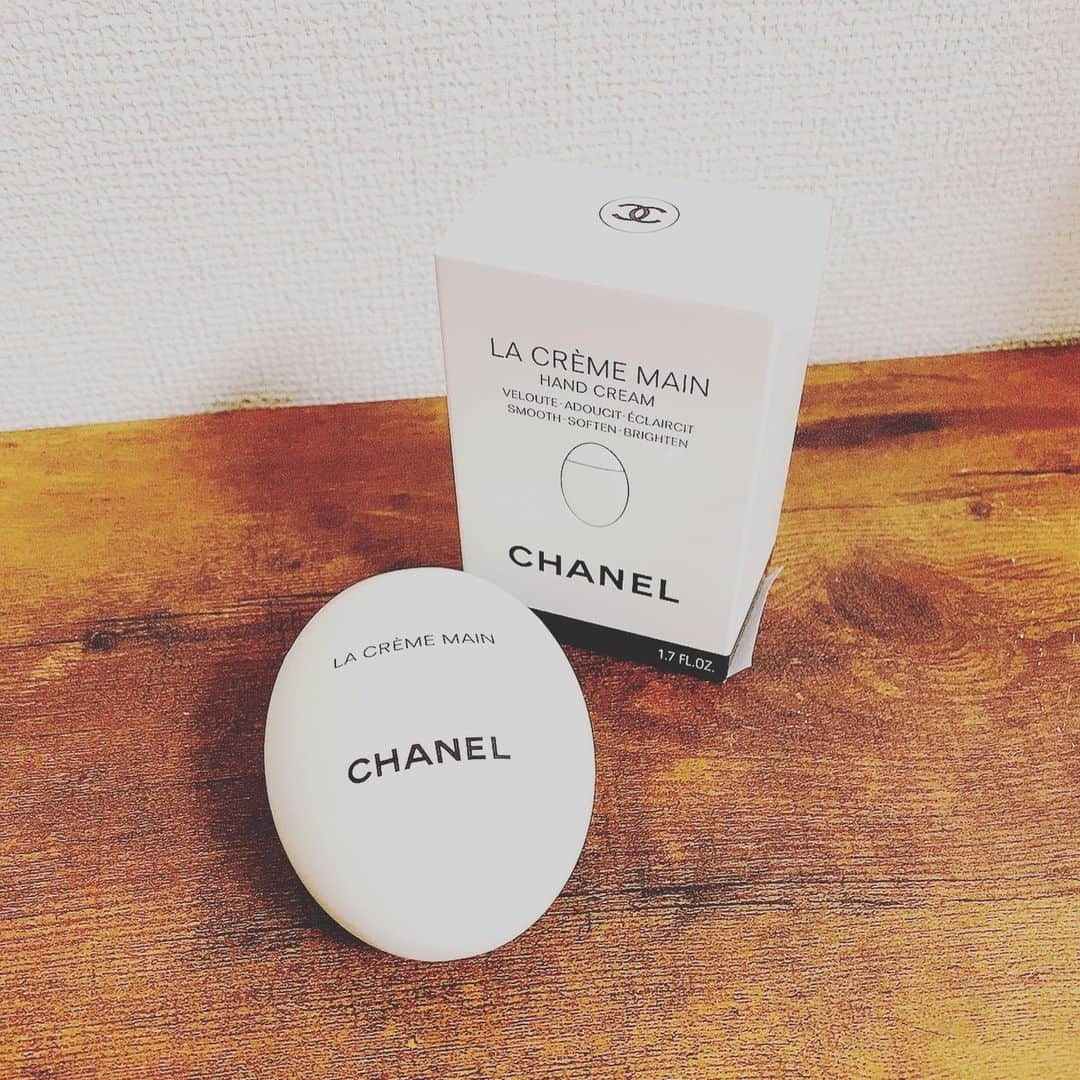 LA CRÈME MAIN
HAND CREAM
VELOUTE·ADOUCIT·ÉCLAIRCIT
SMOOTH·SOFTEN·BRIGHTEN
CHANEL
1.7 FL.OZ.
LA CRÈME MAIN
CHANEL